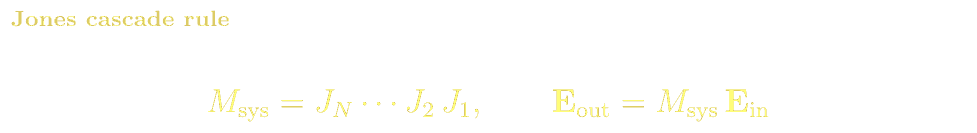 Jones cascade rule
M_sys = J_N ⋯ J_2 J_1,  E_out = M_sys E_in